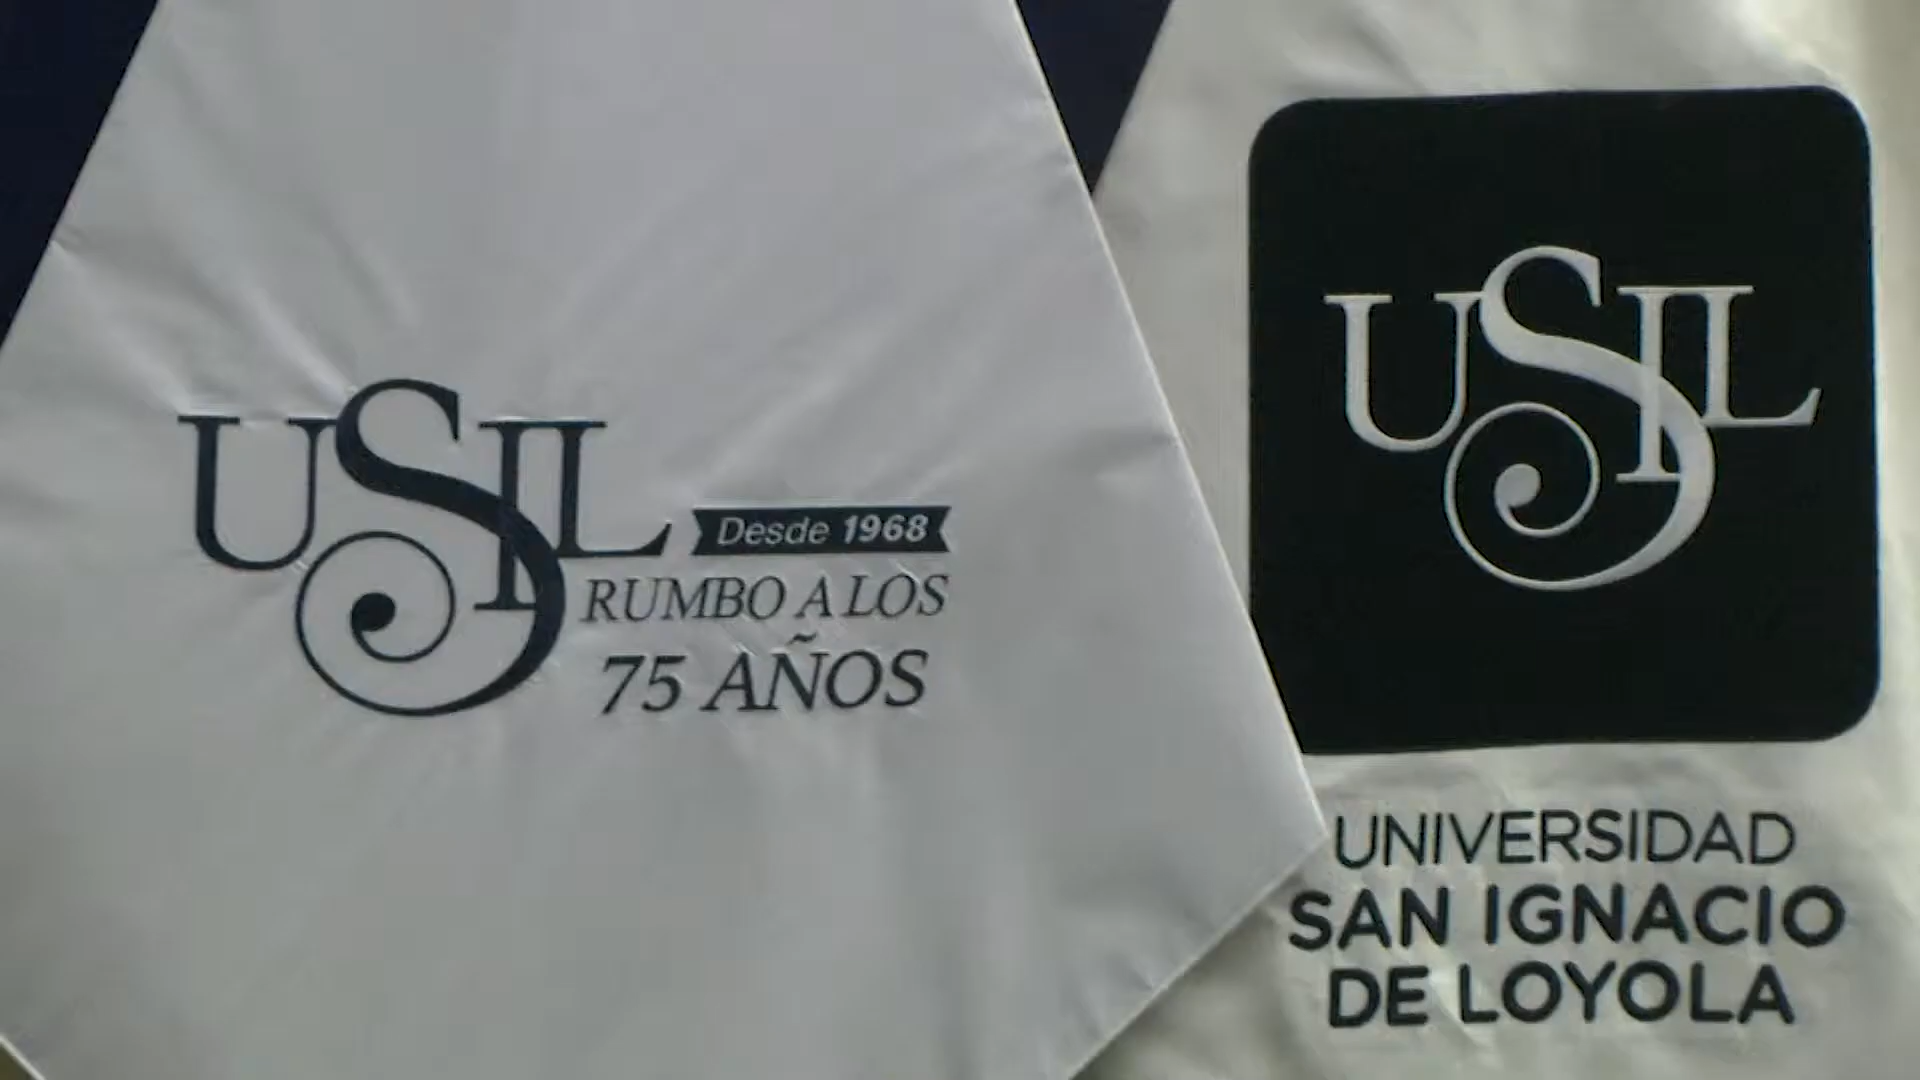 USIL
Desde 1968
RUMBO A LOS
75 AÑOS
USIL
UNIVERSIDAD
SAN IGNACIO
DE LOYOLA